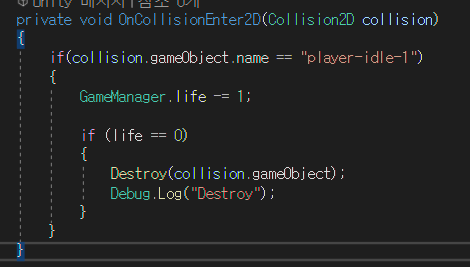 Unity 메시지|참조 0개
private void OnCollisionEnter2D(Collision2D collision)
{
if(collision.gameObject.name == "player-idle-1")
{
GameManager.life -= 1;
if (life == 0)
{
Destroy(collision.gameObject);
Debug.Log("Destroy");
}
}
}